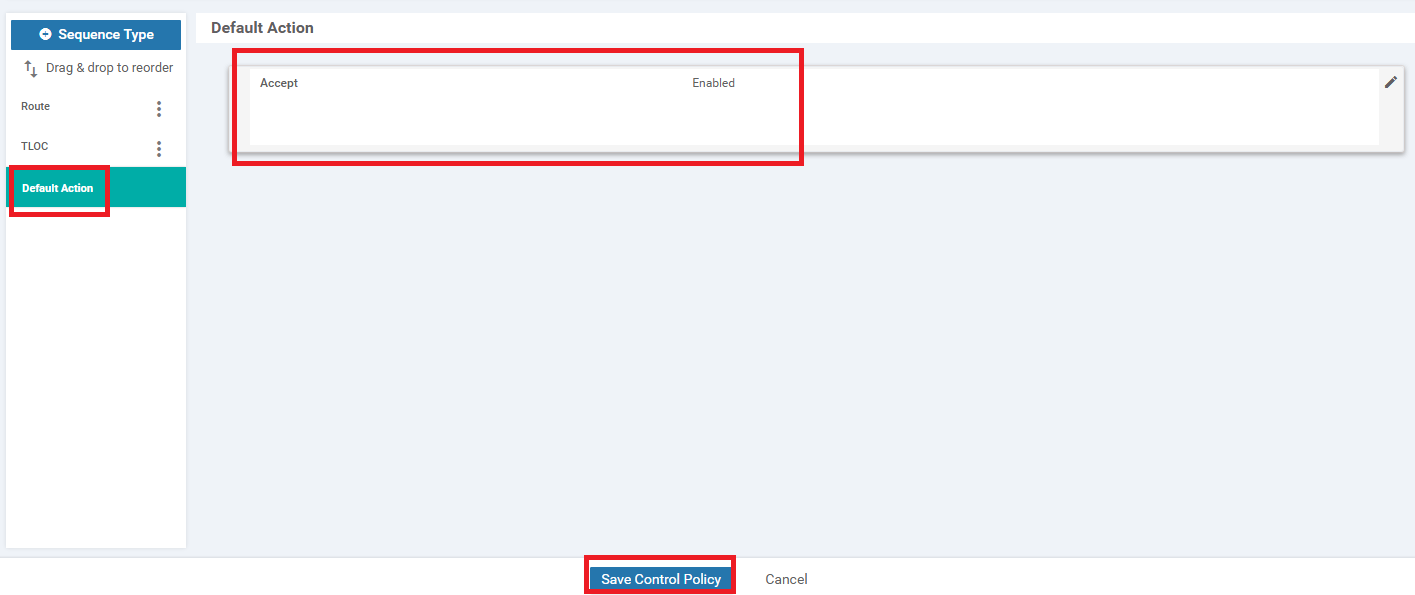 Sequence Type
Drag & drop to reorder
Route
TLOC
Default Action
Default Action
Accept Enabled
Save Control Policy Cancel